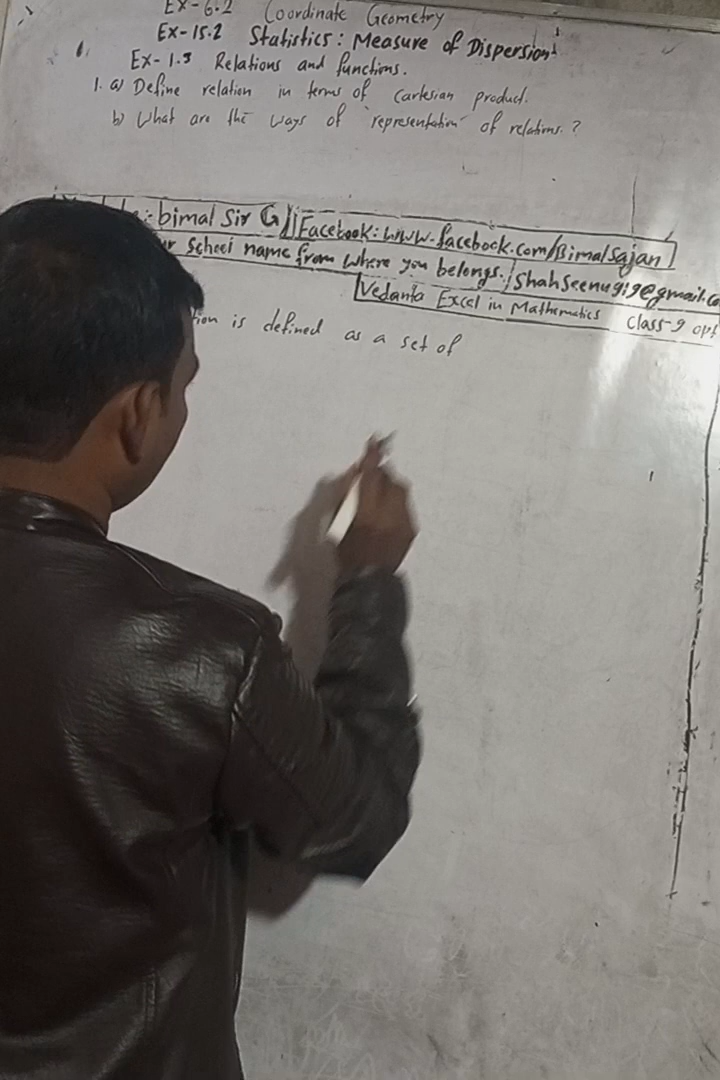 Ex-6.2 Coordinate Geometry
Ex-15.2 Statistics: Measure of Dispersion
Ex-1.3 Relations and functions.
1. a) Define relation in terms of Cartesian product.
b) What are the ways of "representation" of relations.?
: bimal Sir G
Facebook: www.facebook.com/Bimalsajan
School name from where you belongs. / Shahseenu919@gmail.co
Vedanta Excel in Mathematics Class-9 opt
is defined as a set of